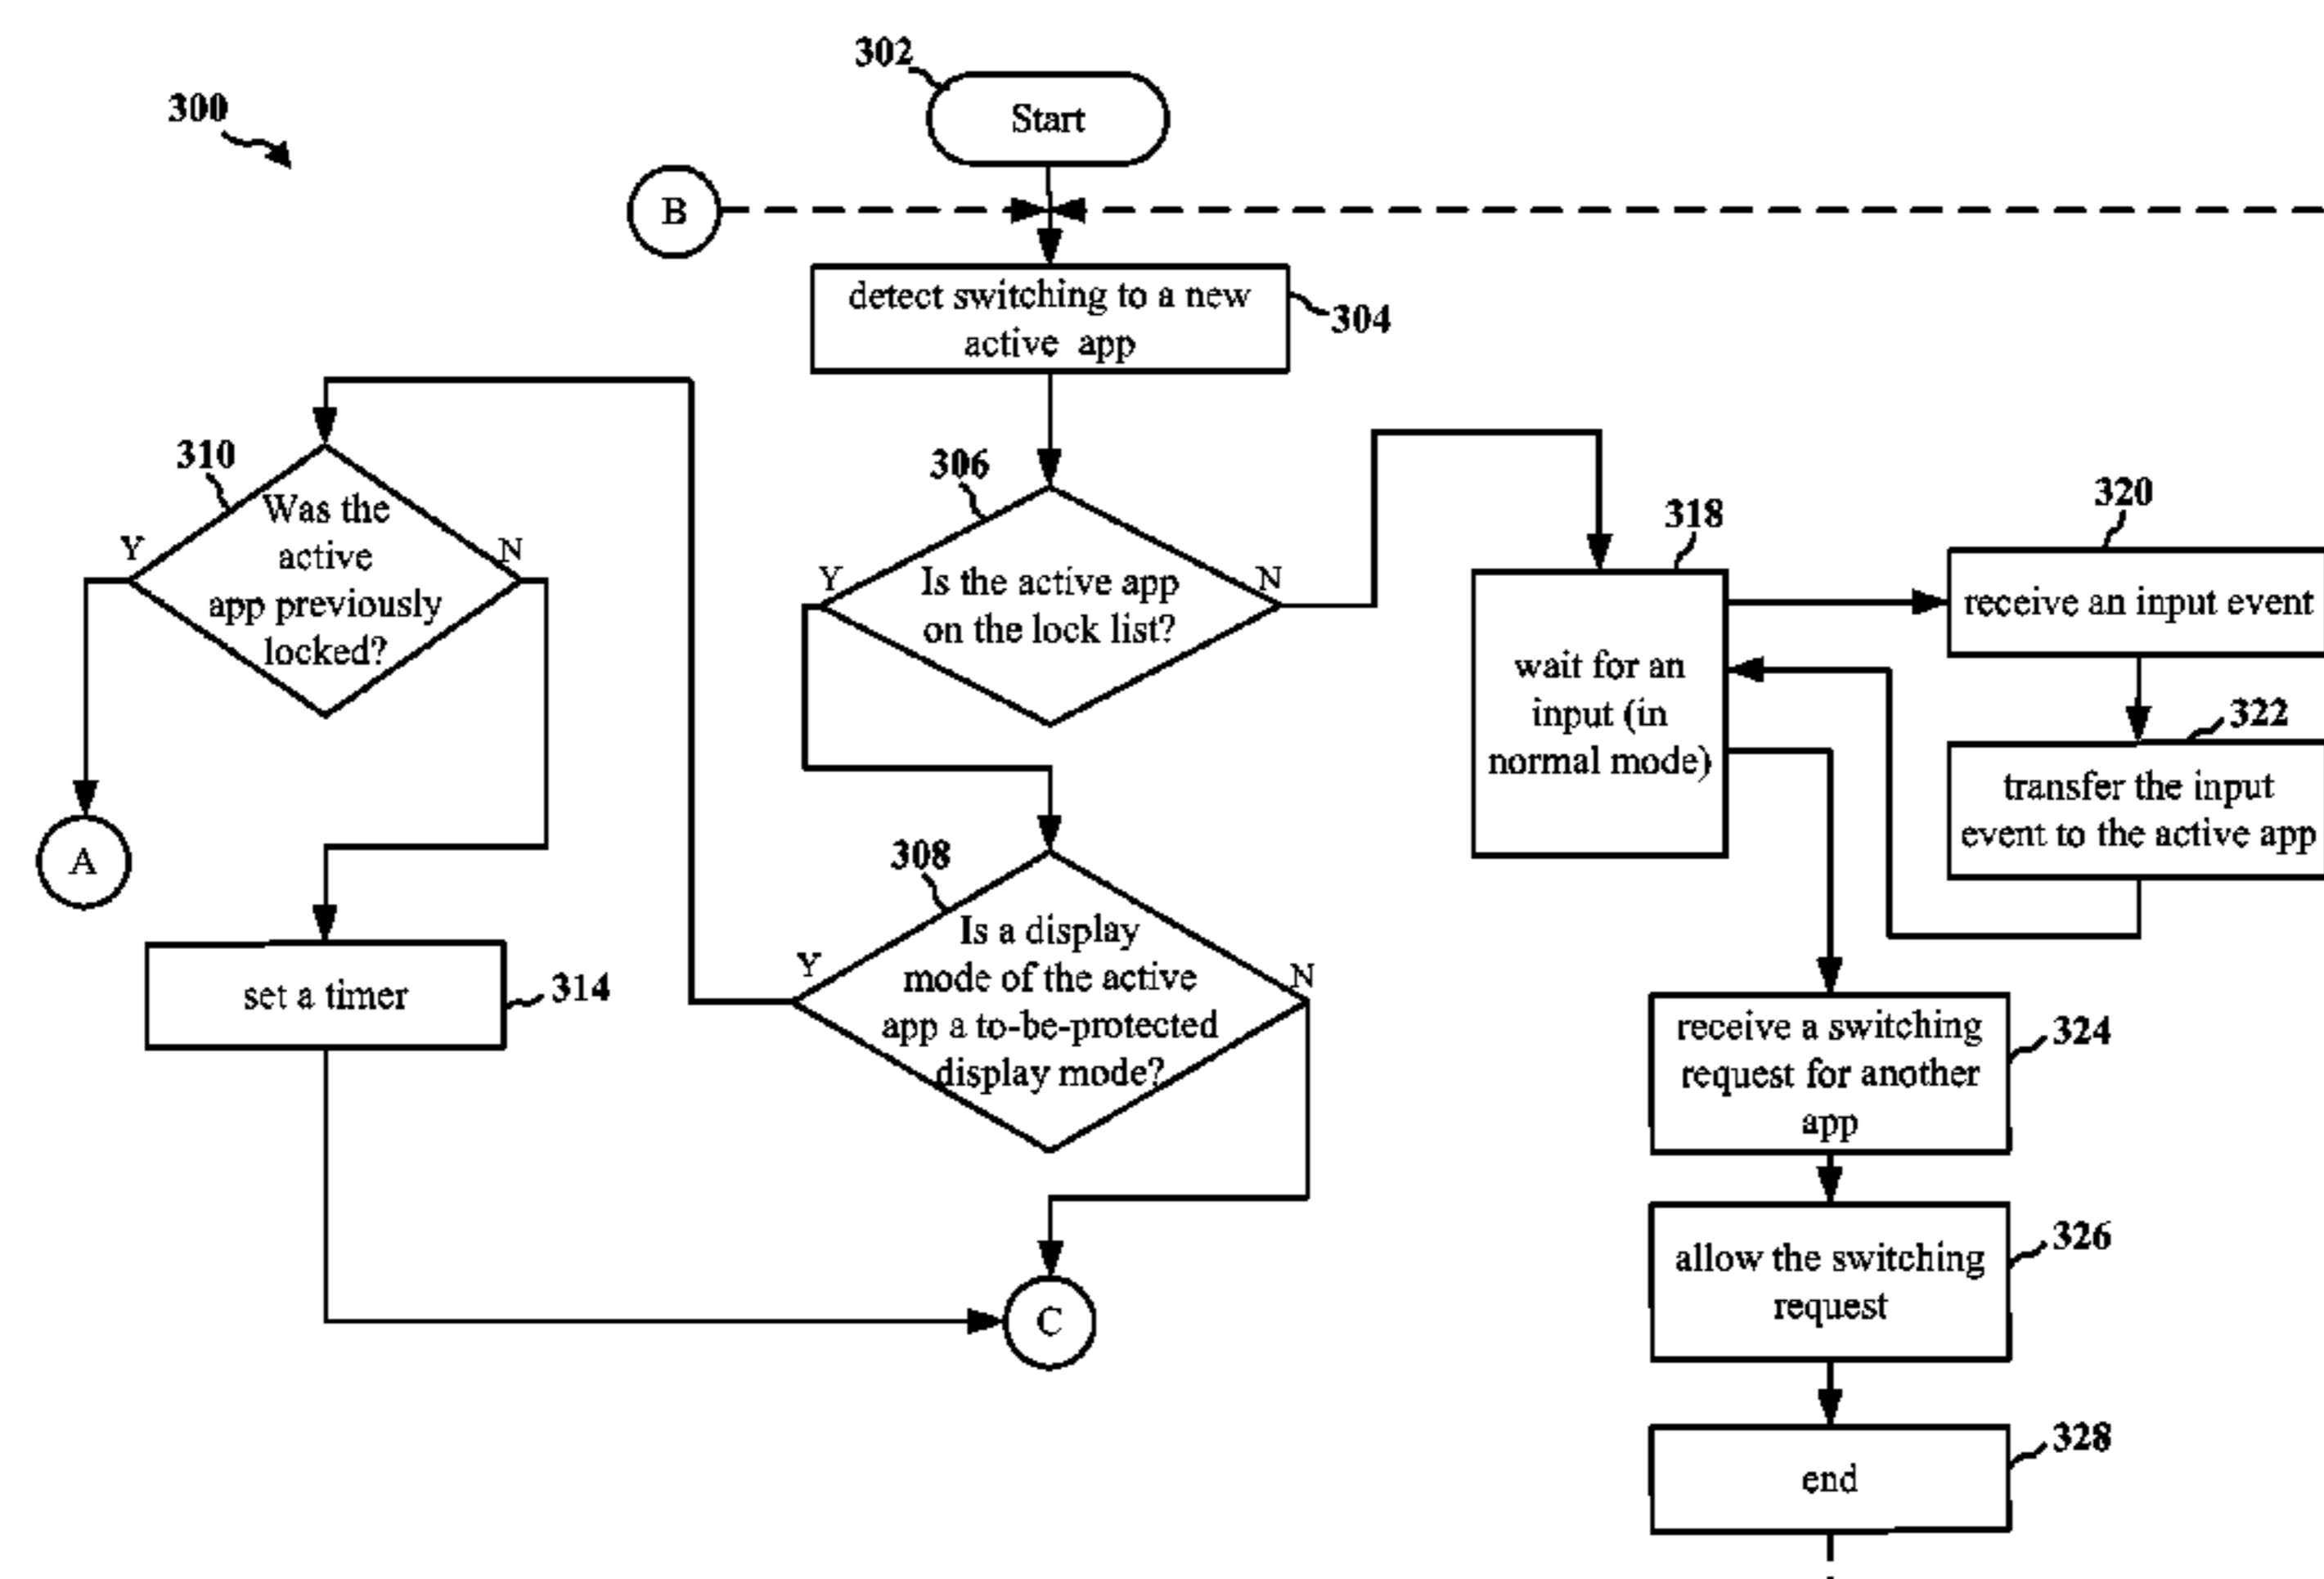 302
Start
300
B
detect switching to a new
active app
304
310
Was the
active
app previously
locked?
Y
N
306
Is the active app
on the lock list?
Y
N
318
wait for an
input (in
normal mode)
320
receive an input event
322
transfer the input
event to the active app
A
308
Is a display
mode of the active
app a to-be-protected
display mode?
Y
N
set a timer
314
receive a switching
request for another
app
324
allow the switching
request
326
C
end
328